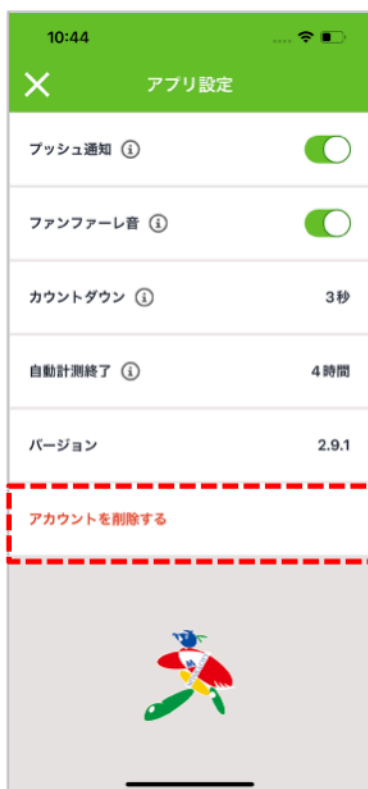 10:44
アプリ設定
プッシュ通知
ファンファーレ音
カウントダウン 3秒
自動計測終了 4時間
バージョン 2.9.1
アカウントを削除する